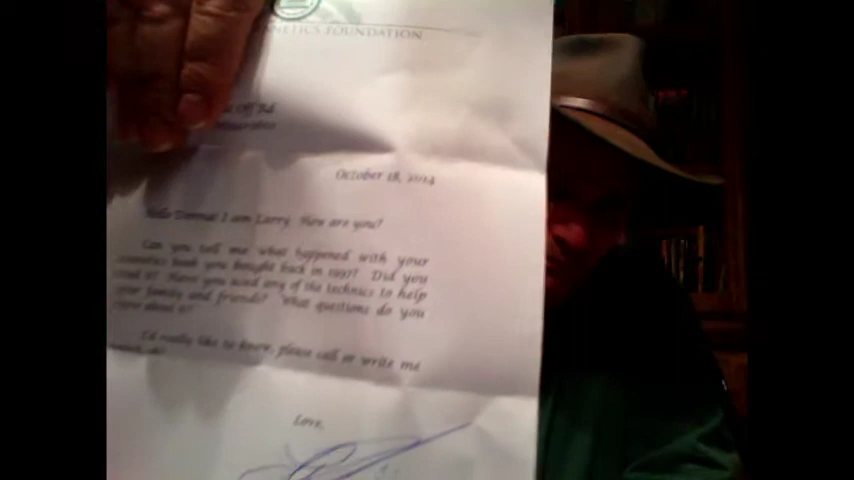 NETICS FOUNDATION
Off Rd
October 18, 2014
Hello Donna! I am Larry. How are you?
Can you tell me what happened with your
book you bought back in 1997? Did you
read it? Have you used any of the technics to help
your family and friends? What questions do you
have about it?
I'd really like to know, please call or write me
Love,